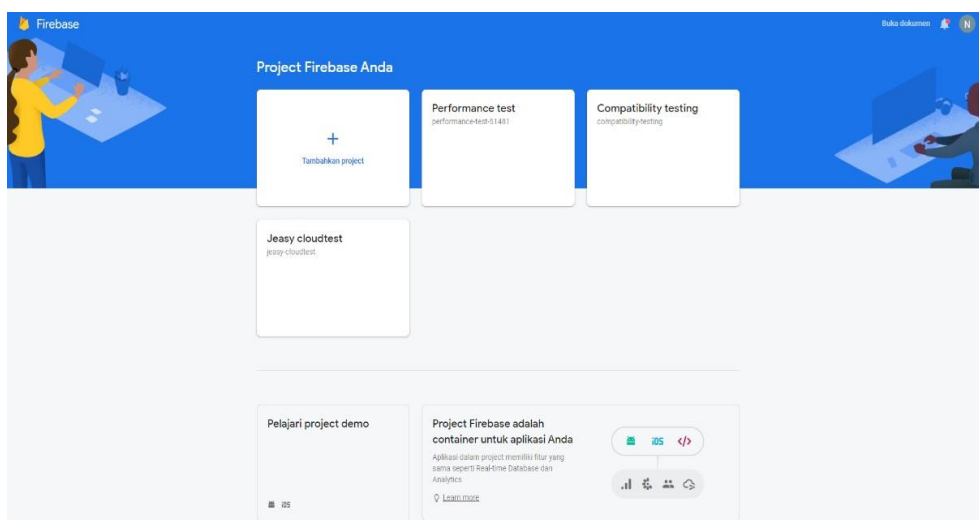 Firebase
Buka dokumen
N
Project Firebase Anda
+
Tambahkan project
Performance test
performance-test-51481
Compatibility testing
compatibility-testing
Jeasy cloudtest
jeasy-cloudtest
Pelajari project demo
iOS
Project Firebase adalah
container untuk aplikasi Anda
Aplikasi dalam project memiliki fitur yang
sama seperti Real-time Database dan
Analytics
Learn more
iOS </>